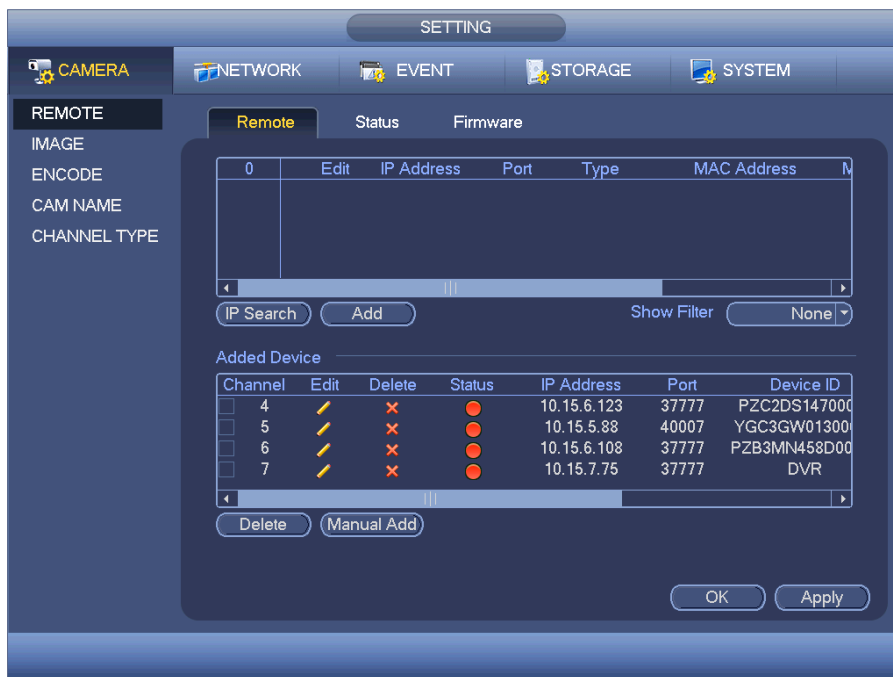 SETTING
CAMERA NETWORK EVENT STORAGE SYSTEM
REMOTE
IMAGE
ENCODE
CAM NAME
CHANNEL TYPE
Remote Status Firmware
0 Edit IP Address Port Type MAC Address
IP Search Add Show Filter None
Added Device
Channel Edit Delete Status IP Address Port Device ID
4 10.15.6.123 37777 PZC2DS147000
5 10.15.5.88 40007 YGC3GW01300
6 10.15.6.108 37777 PZB3MN458D00
7 10.15.7.75 37777 DVR
Delete Manual Add
OK Apply